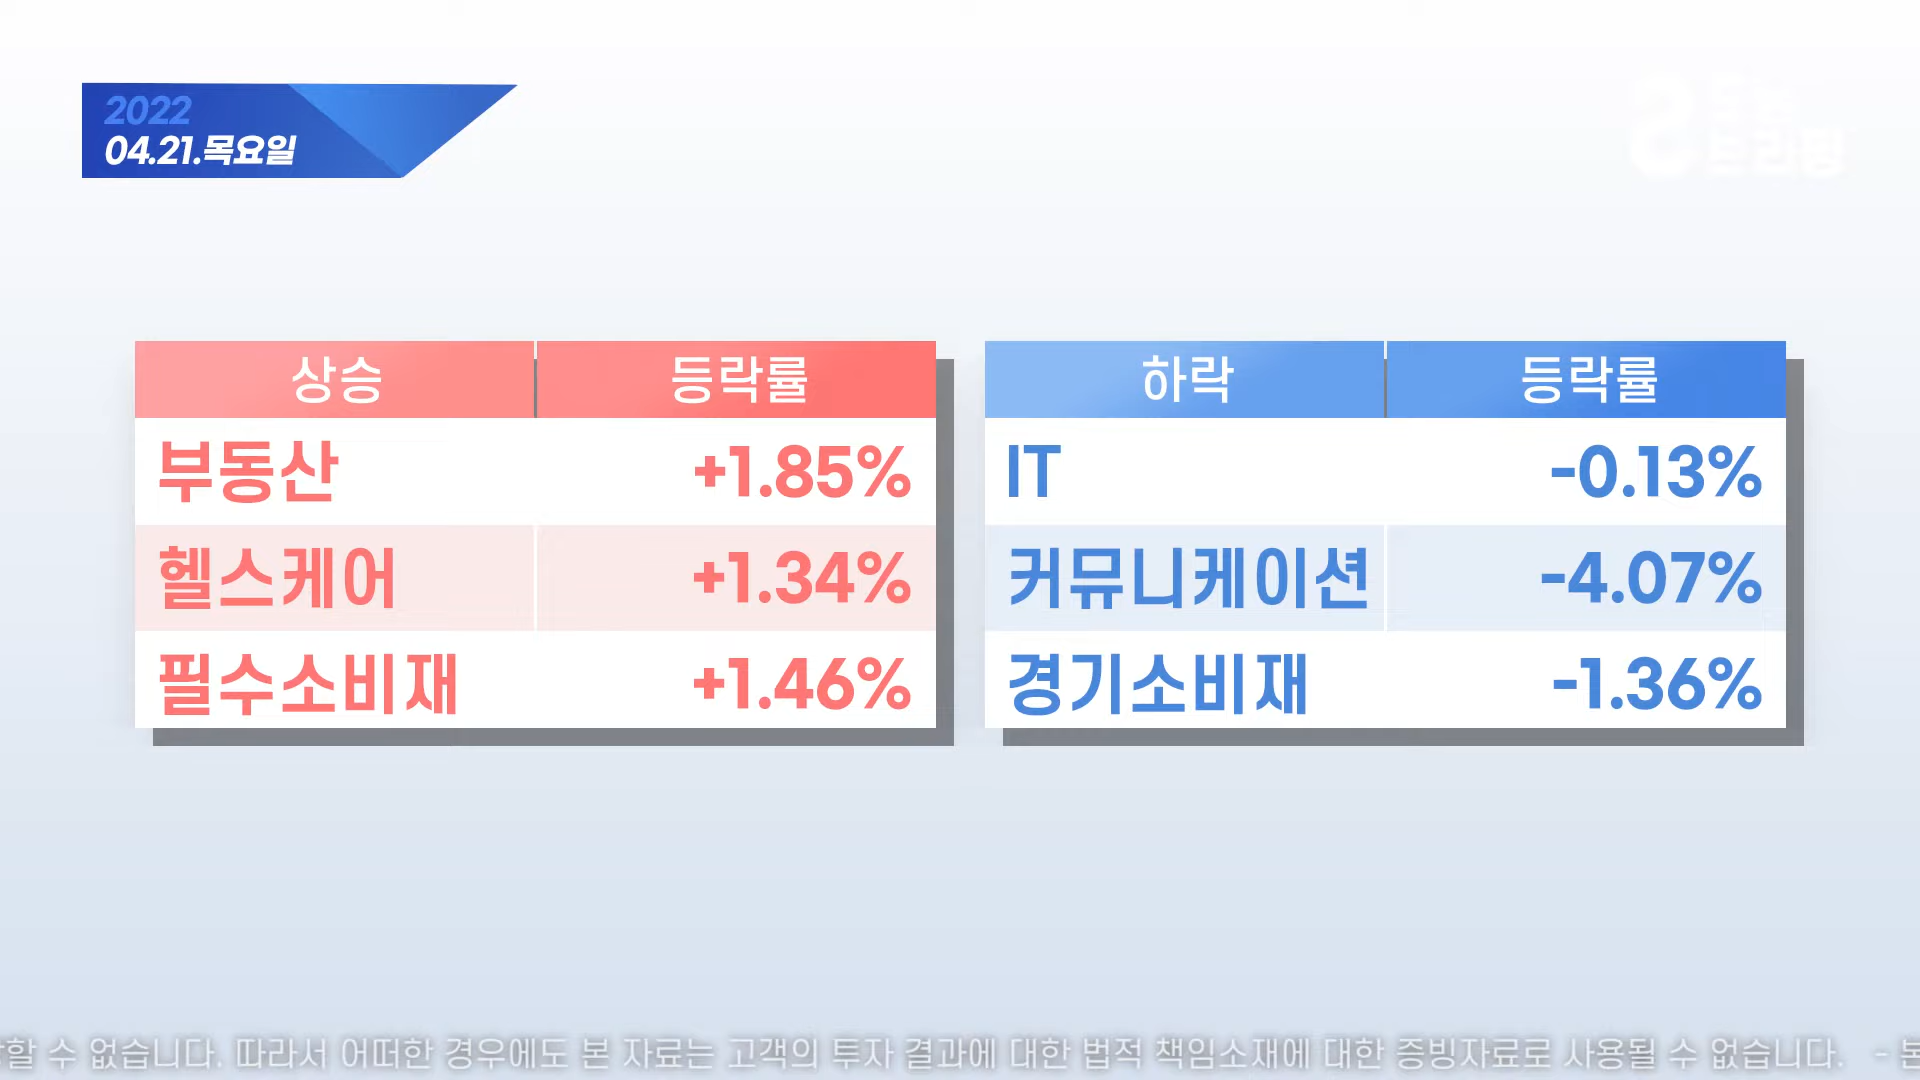 2022
04.21.목요일
브리핑
상승 등락률
부동산 +1.85%
헬스케어 +1.34%
필수소비재 +1.46%
하락 등락률
IT -0.13%
커뮤니케이션 -4.07%
경기소비재 -1.36%
할 수 없습니다. 따라서 어떠한 경우에도 본 자료는 고객의 투자 결과에 대한 법적 책임소재에 대한 증빙자료로 사용될 수 없습니다. - 본